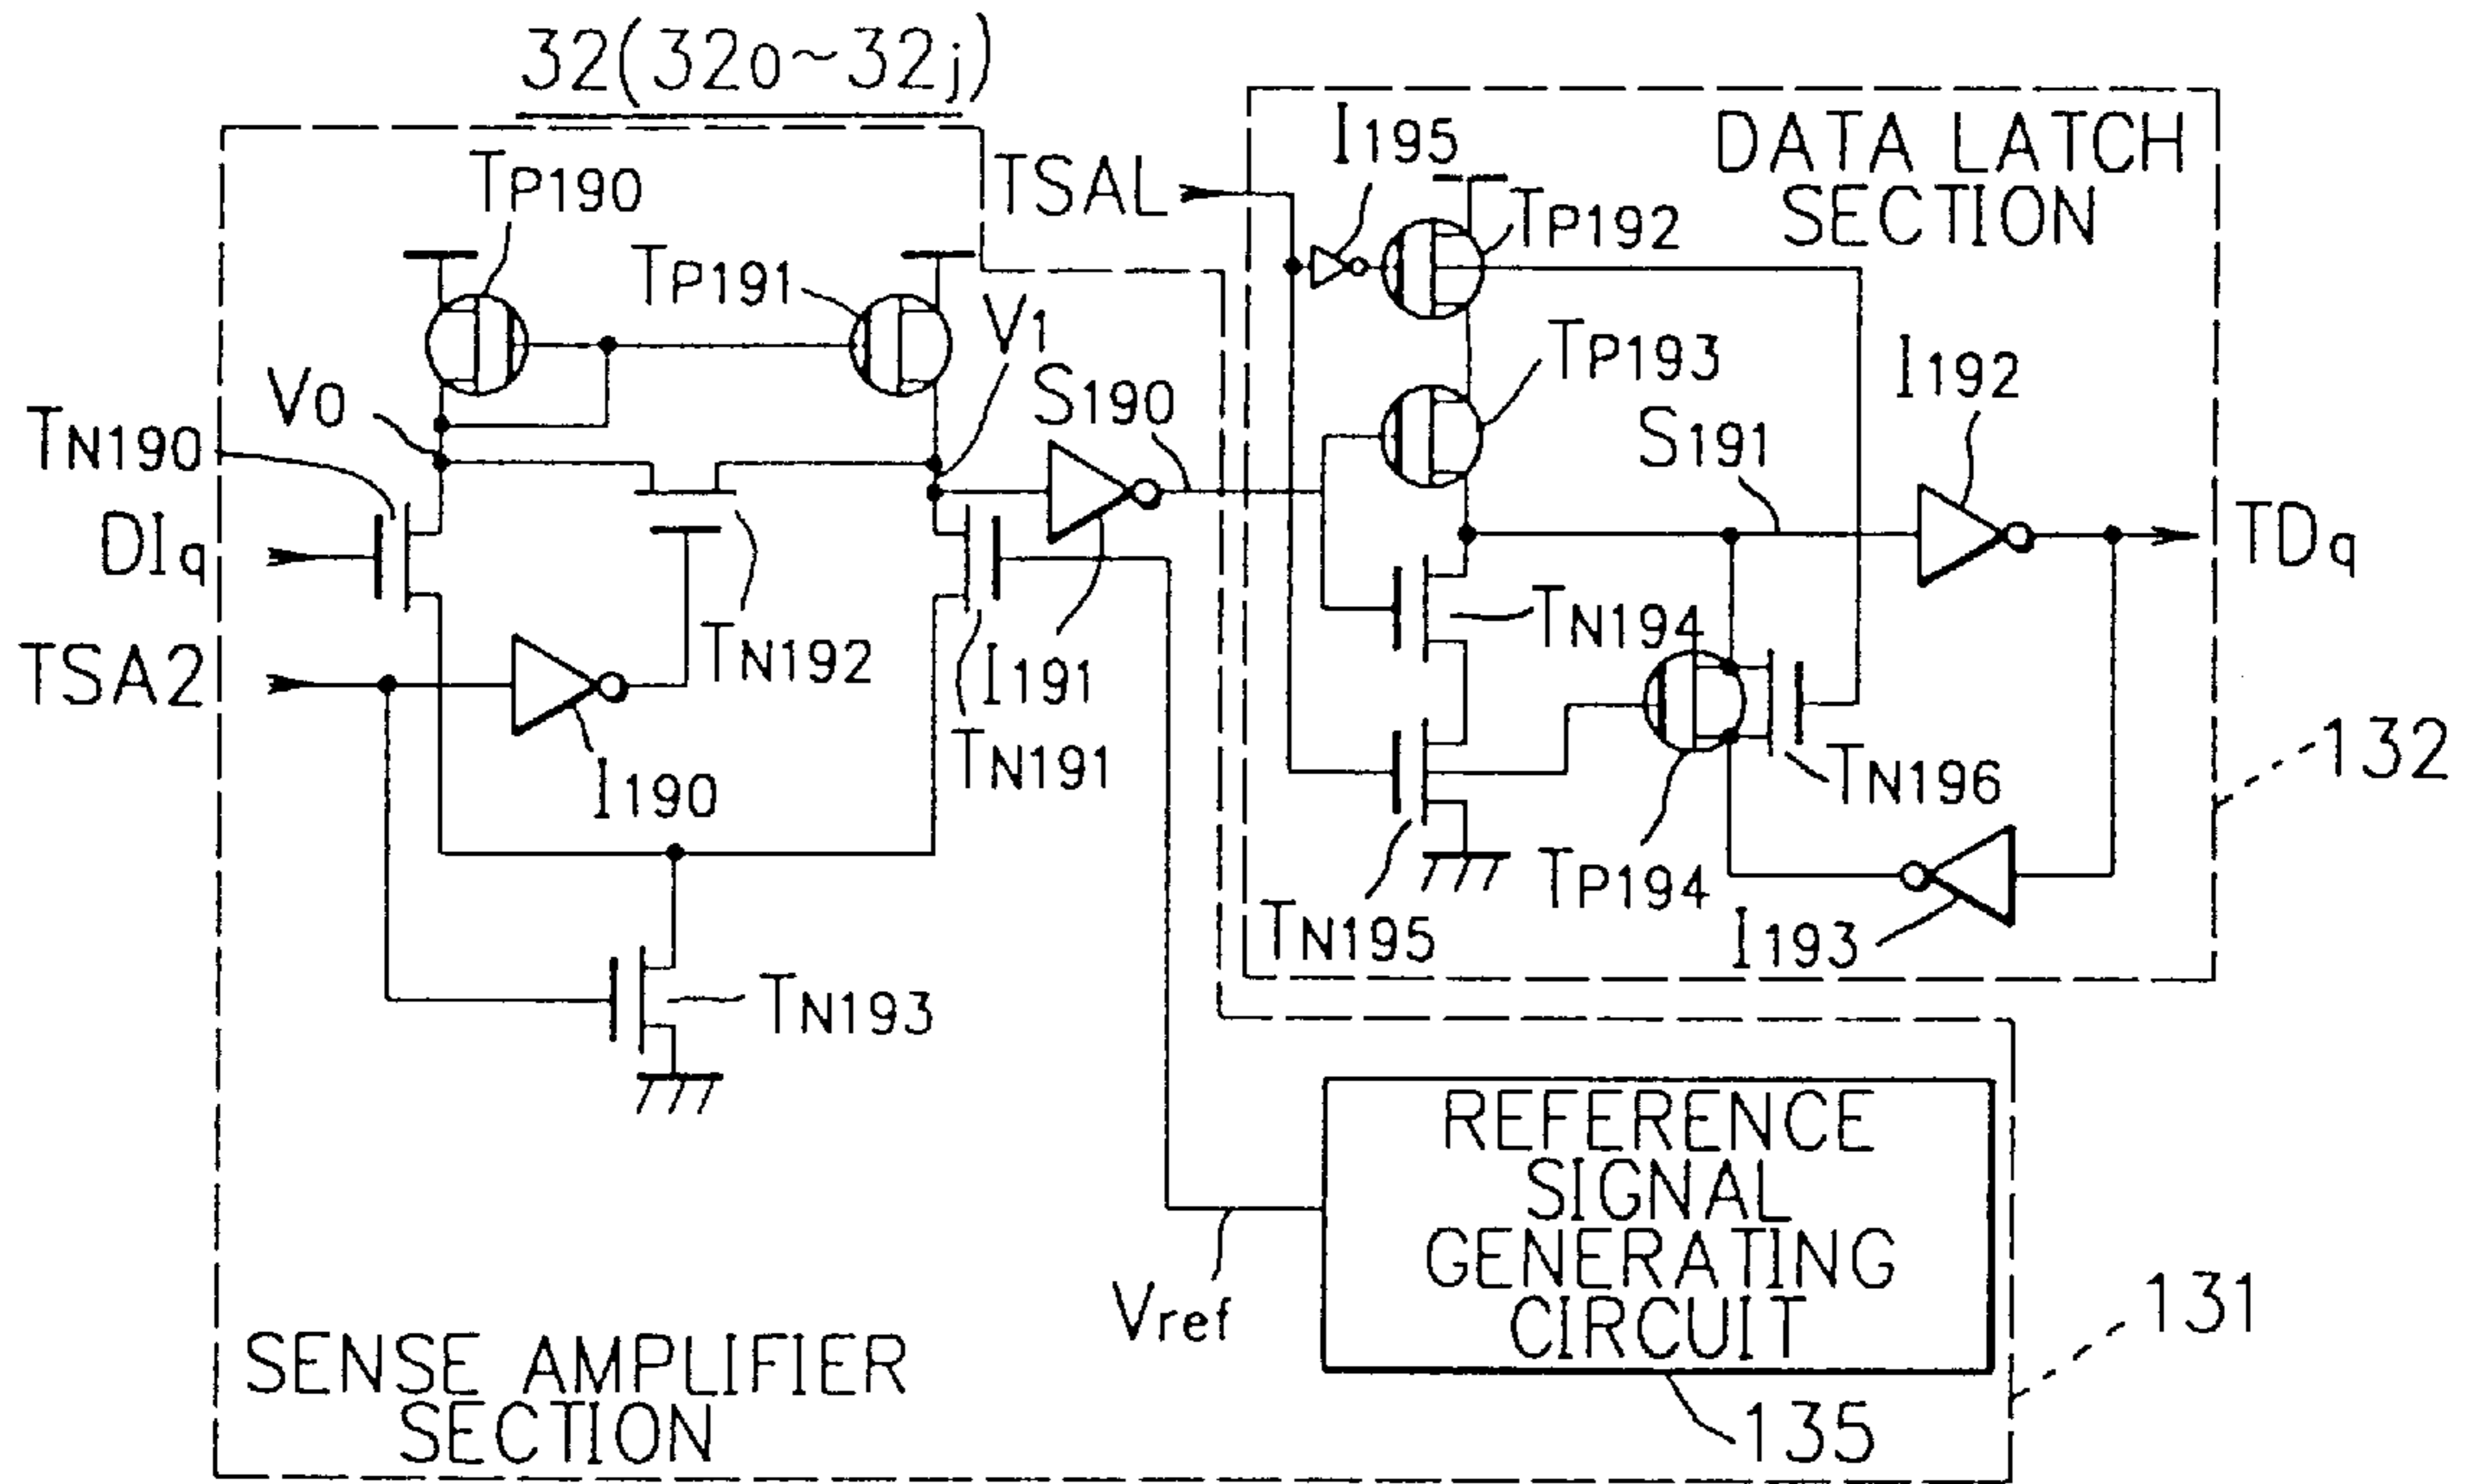 32(32o~32j)
DATA LATCH
SECTION
I195
TSAL
TP190
TP192
TP191
V1
TP193
I192
V0
S190
S191
TN190
DIq
TDq
TN194
TSA2
TN192
I191
TN191
TN196
132
I190
TP194
TN195
I193
TN193
REFERENCE
SIGNAL
GENERATING
CIRCUIT
Vref
131
SENSE AMPLIFIER
SECTION
135